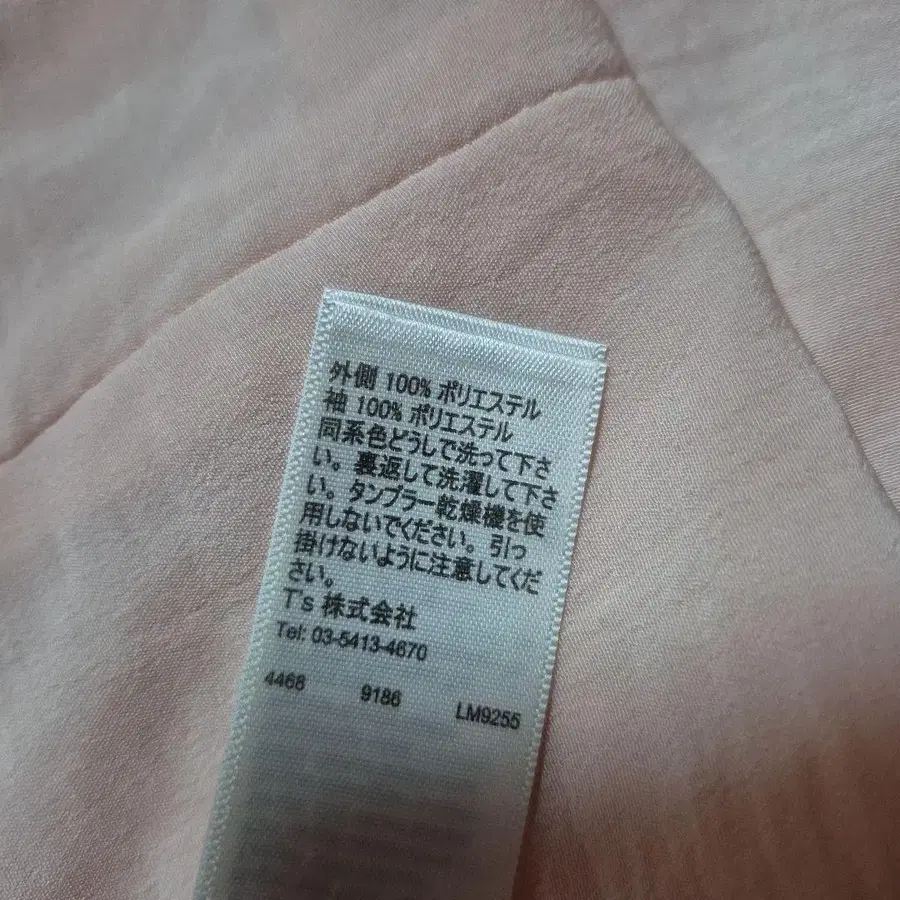 外側 100% ポリエステル
袖 100% ポリエステル
同系色どうしで洗って下さ
い。裏返して洗濯して下さ
い。タンブラー乾燥機を使
用しないでください。引っ
掛けないように注意してくだ
さい。
T's 株式会社
Tel: 03-5413-4670
4468 9186 LM9255